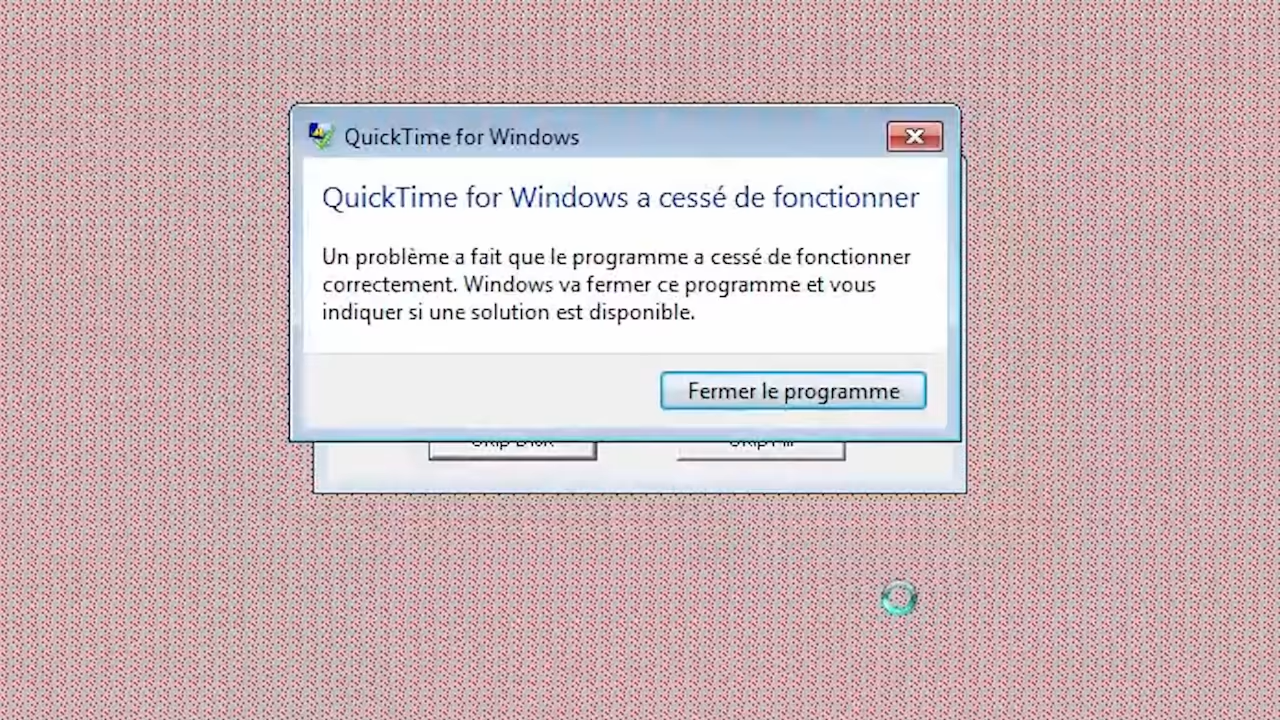 QuickTime for Windows
QuickTime for Windows a cessé de fonctionner
Un problème a fait que le programme a cessé de fonctionner
correctement. Windows va fermer ce programme et vous
indiquer si une solution est disponible.
Fermer le programme